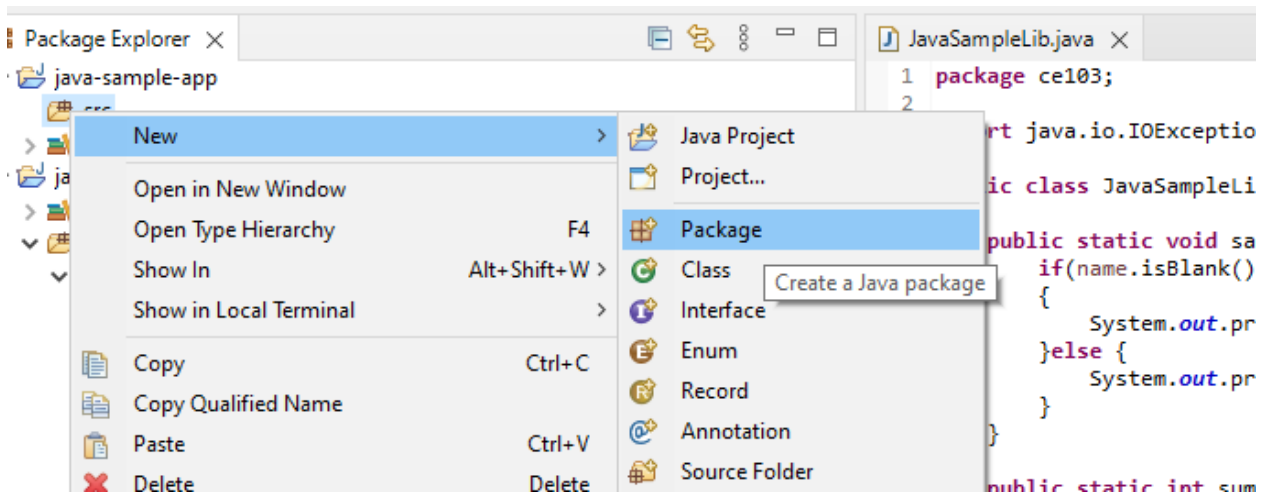 Package Explorer
JavaSampleLib.java
java-sample-app
src
ja
New
Open in New Window
Open Type Hierarchy F4
Show In Alt+Shift+W
Show in Local Terminal
Copy Ctrl+C
Copy Qualified Name
Paste Ctrl+V
Delete Delete
Java Project
Project...
Package
Class
Create a Java package
Interface
Enum
Record
Annotation
Source Folder
1 package ce103;
2
rt java.io.IOExceptio
ic class JavaSampleLi
public static void sa
if(name.isBlank()
{
System.out.pr
}else {
System.out.pr
}
}
public static int sum